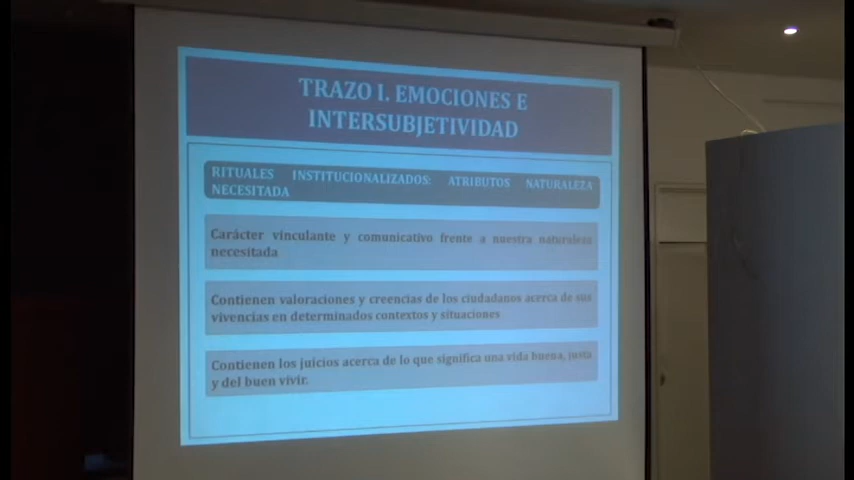 TRAZO I. EMOCIONES E
INTERSUBJETIVIDAD
RITUALES INSTITUCIONALIZADOS: ATRIBUTOS NATURALEZA
NECESITADA
Carácter vinculante y comunicativo frente a nuestra naturaleza
necesitada
Contienen valoraciones y creencias de los ciudadanos acerca de sus
vivencias en determinados contextos y situaciones
Contienen los juicios acerca de lo que significa una vida buena, justa
y del buen vivir.